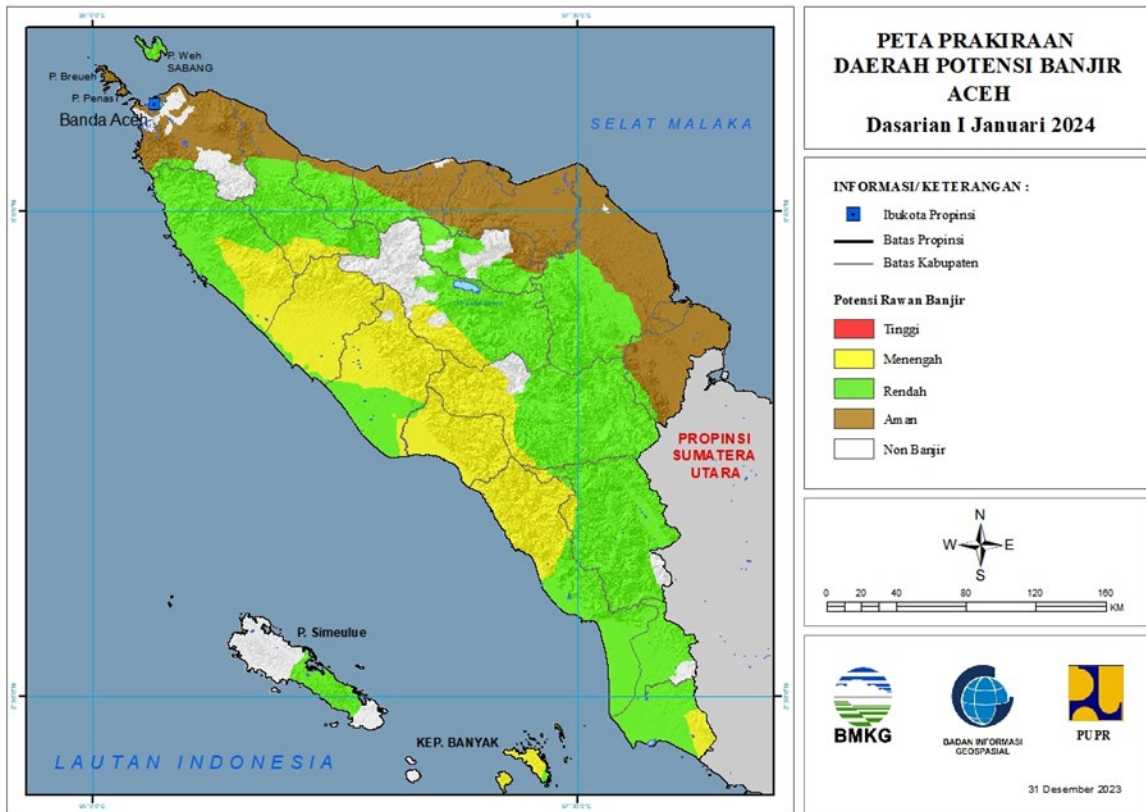 P. Weh
SABANG
P. Breueh
P. Penasi
Banda Aceh
SELAT MALAKA
PROPINSI
SUMATERA
UTARA
P. Simeulue
KEP. BANYAK
LAUTAN INDONESIA
PETA PRAKIRAAN
DAERAH POTENSI BANJIR
ACEH
Dasarian I Januari 2024
INFORMASI/ KETERANGAN :
Ibukota Propinsi
Batas Propinsi
Batas Kabupaten
Potensi Rawan Banjir
Tinggi
Menengah
Rendah
Aman
Non Banjir
N
W E
S
0 20 40 80 120 160
KM
BMKG
BADAN INFORMASI
GEOSPASIAL
PUPR
31 Desember 2023